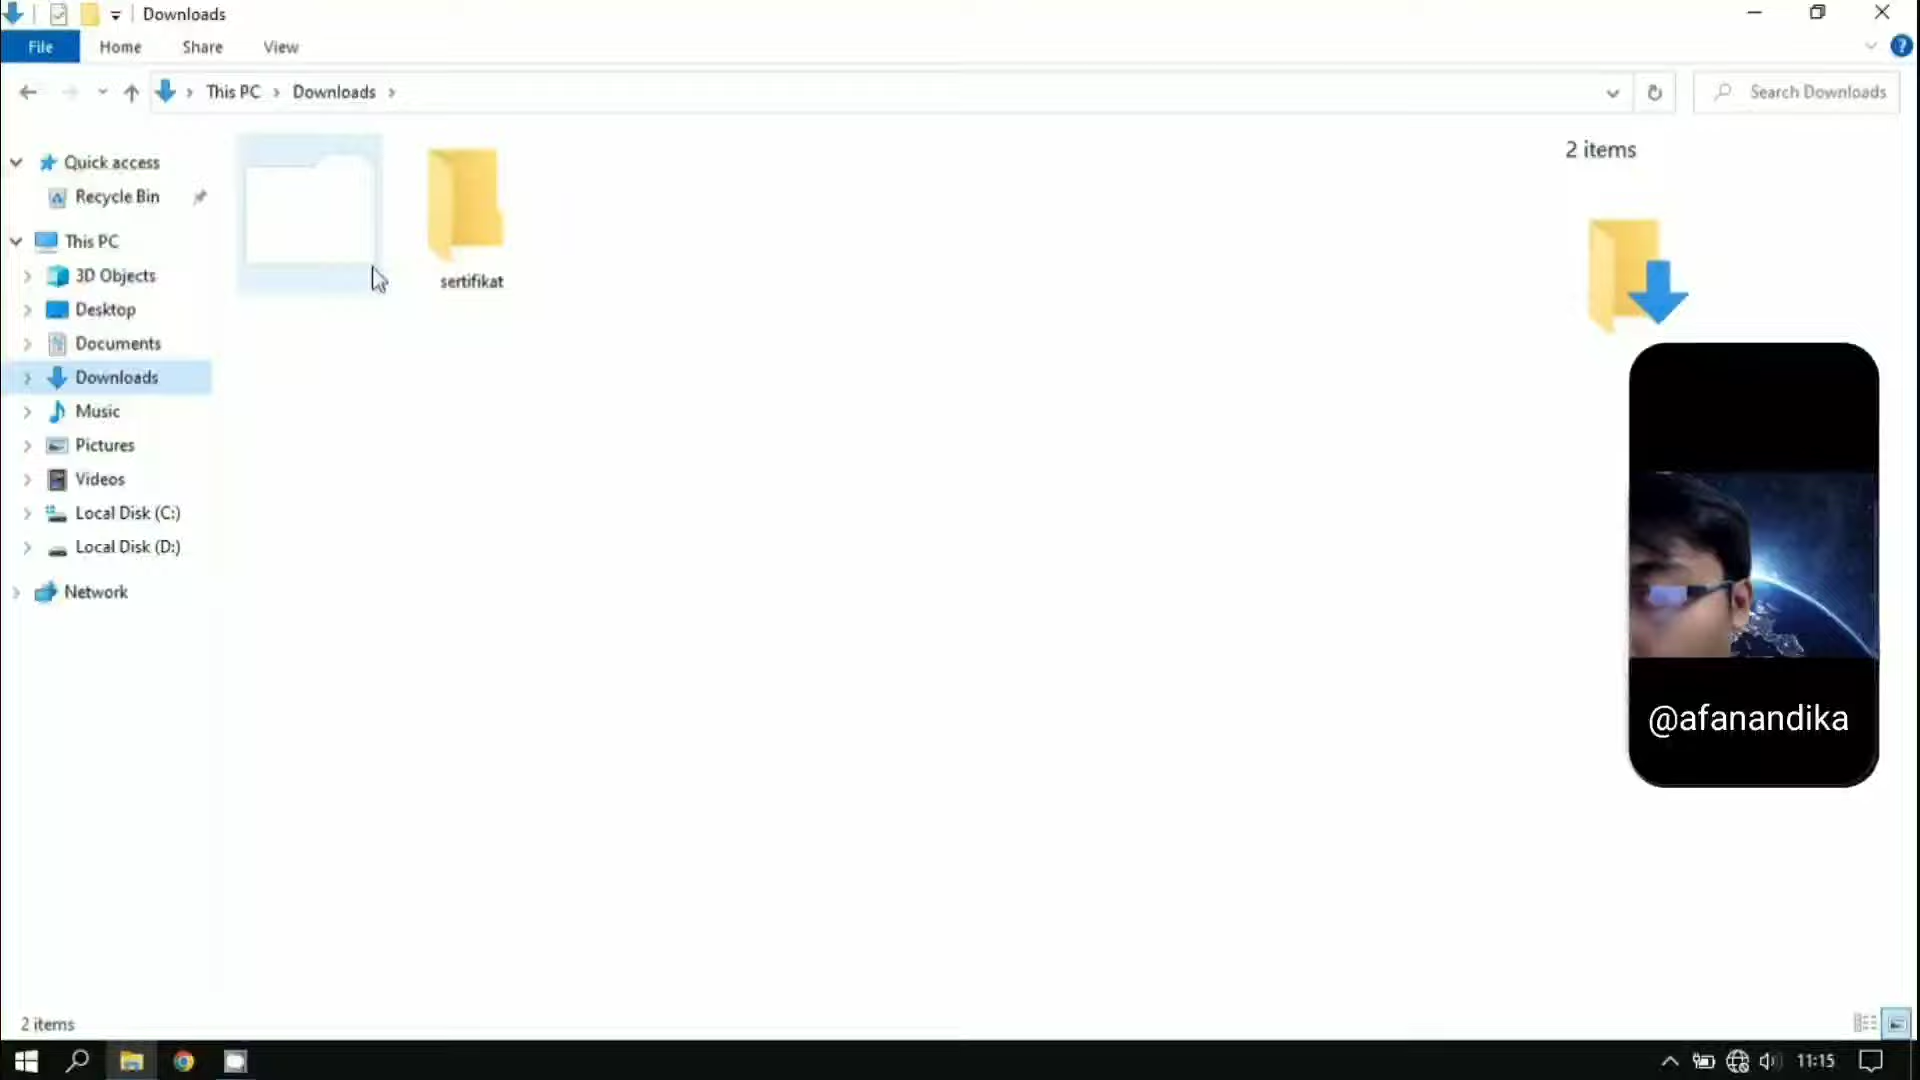 Downloads
File Home Share View
This PC Downloads
Search Downloads
Quick access
Recycle Bin
This PC
3D Objects
Desktop
Documents
Downloads
Music
Pictures
Videos
Local Disk (C:)
Local Disk (D:)
Network
sertifikat
2 items
@afanandika
2 items
11:15